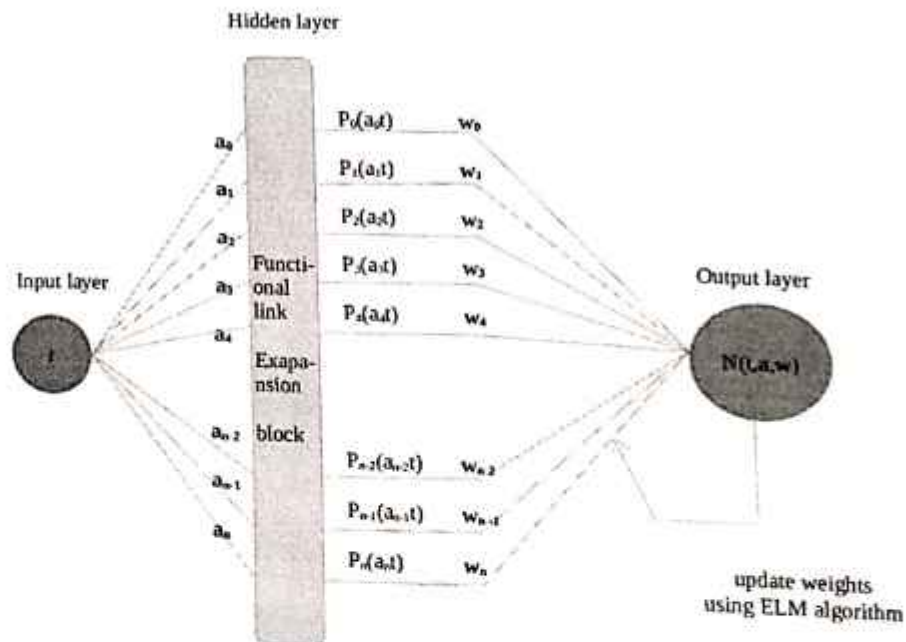 Hidden layer
a₀
a₁
a₂
a₃
a₄
aₙ₋₂
aₙ₋₁
aₙ
P₀(a₀t)
P₁(a₁t)
P₂(a₂t)
P₃(a₃t)
P₄(a₄t)
Pₙ₋₂(aₙ₋₂t)
Pₙ₋₁(aₙ₋₁t)
Pₙ(aₙt)
w₀
w₁
w₂
w₃
w₄
wₙ₋₂
wₙ₋₁
wₙ
Input layer
t
Functi-
onal
link
Exapan-
sion
block
Output layer
N(t,a,w)
update weights
using ELM algorithm